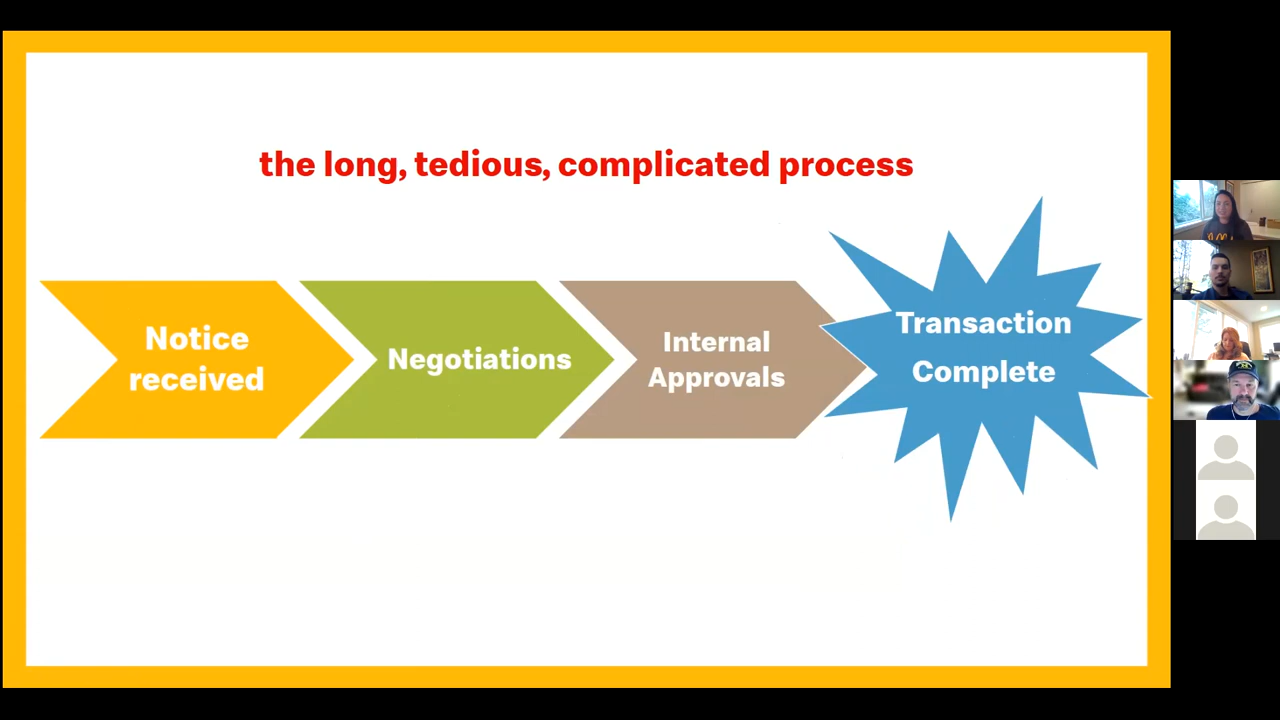 the long, tedious, complicated process
Notice
received
Negotiations
Internal
Approvals
Transaction
Complete